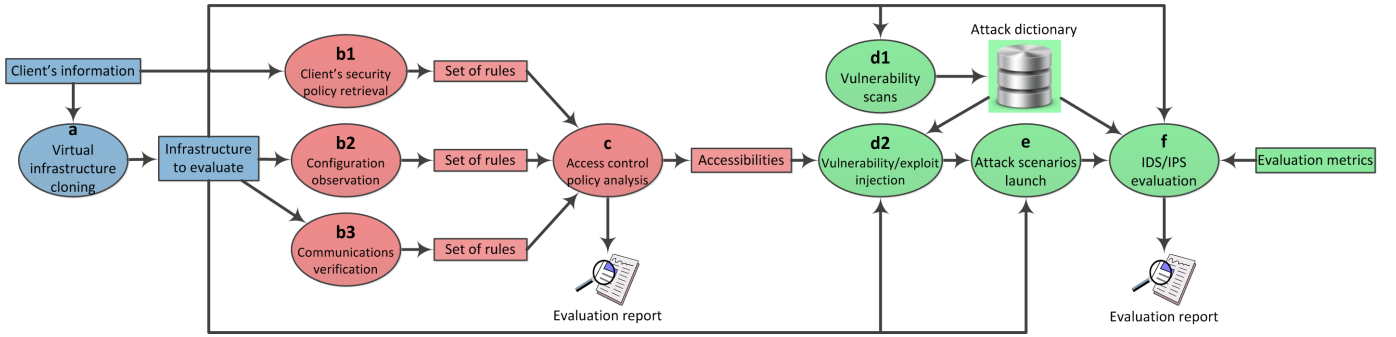 Client's information
a
Virtual
infrastructure
cloning
Infrastructure
to evaluate
b1
Client's security
policy retrieval
Set of rules
b2
Configuration
observation
Set of rules
b3
Communications
verification
Set of rules
c
Access control
policy analysis
Evaluation report
Accessibilities
d1
Vulnerability
scans
Attack dictionary
d2
Vulnerability/exploit
injection
e
Attack scenarios
launch
f
IDS/IPS
evaluation
Evaluation metrics
Evaluation report